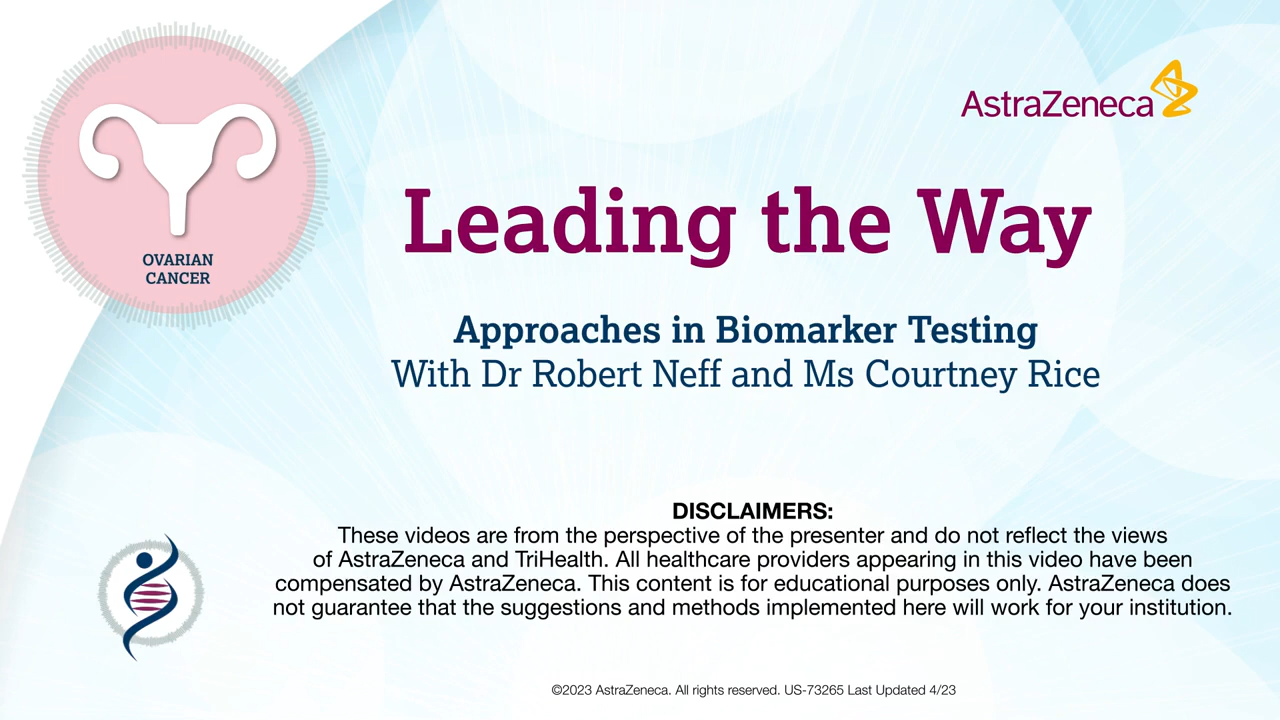 OVARIAN
CANCER
AstraZeneca
Leading the Way
Approaches in Biomarker Testing
With Dr Robert Neff and Ms Courtney Rice
DISCLAIMERS:
These videos are from the perspective of the presenter and do not reflect the views
of AstraZeneca and TriHealth. All healthcare providers appearing in this video have been
compensated by AstraZeneca. This content is for educational purposes only. AstraZeneca does
not guarantee that the suggestions and methods implemented here will work for your institution.
©2023 AstraZeneca. All rights reserved. US-73265 Last Updated 4/23